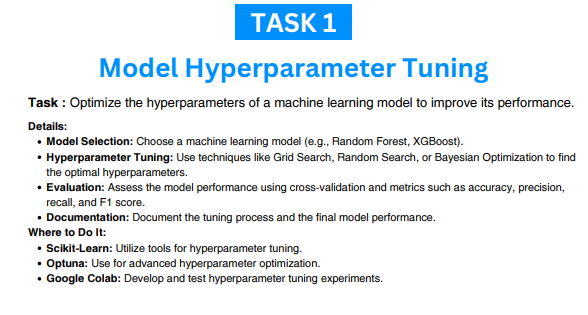 TASK 1
Model Hyperparameter Tuning
Task : Optimize the hyperparameters of a machine learning model to improve its performance.
Details:
• Model Selection: Choose a machine learning model (e.g., Random Forest, XGBoost).
• Hyperparameter Tuning: Use techniques like Grid Search, Random Search, or Bayesian Optimization to find
the optimal hyperparameters.
• Evaluation: Assess the model performance using cross-validation and metrics such as accuracy, precision,
recall, and F1 score.
• Documentation: Document the tuning process and the final model performance.
Where to Do It:
• Scikit-Learn: Utilize tools for hyperparameter tuning.
• Optuna: Use for advanced hyperparameter optimization.
• Google Colab: Develop and test hyperparameter tuning experiments.